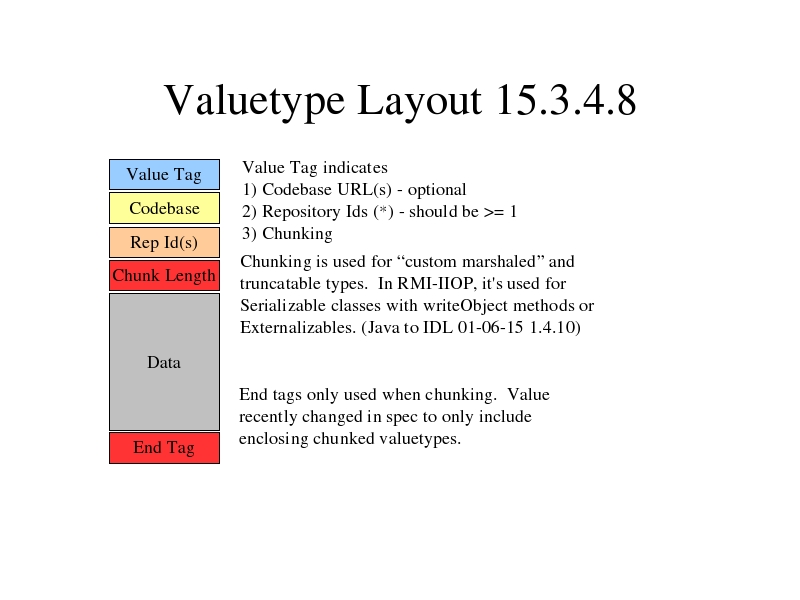 Valuetype Layout 15.3.4.8
Value Tag
Codebase
Rep Id(s)
Chunk Length
Data
End Tag
Value Tag indicates
1) Codebase URL(s) - optional
2) Repository Ids (*) - should be >= 1
3) Chunking
Chunking is used for “custom marshaled” and
truncatable types.  In RMI-IIOP, it's used for
Serializable classes with writeObject methods or
Externalizables. (Java to IDL 01-06-15 1.4.10)
End tags only used when chunking.  Value
recently changed in spec to only include
enclosing chunked valuetypes.